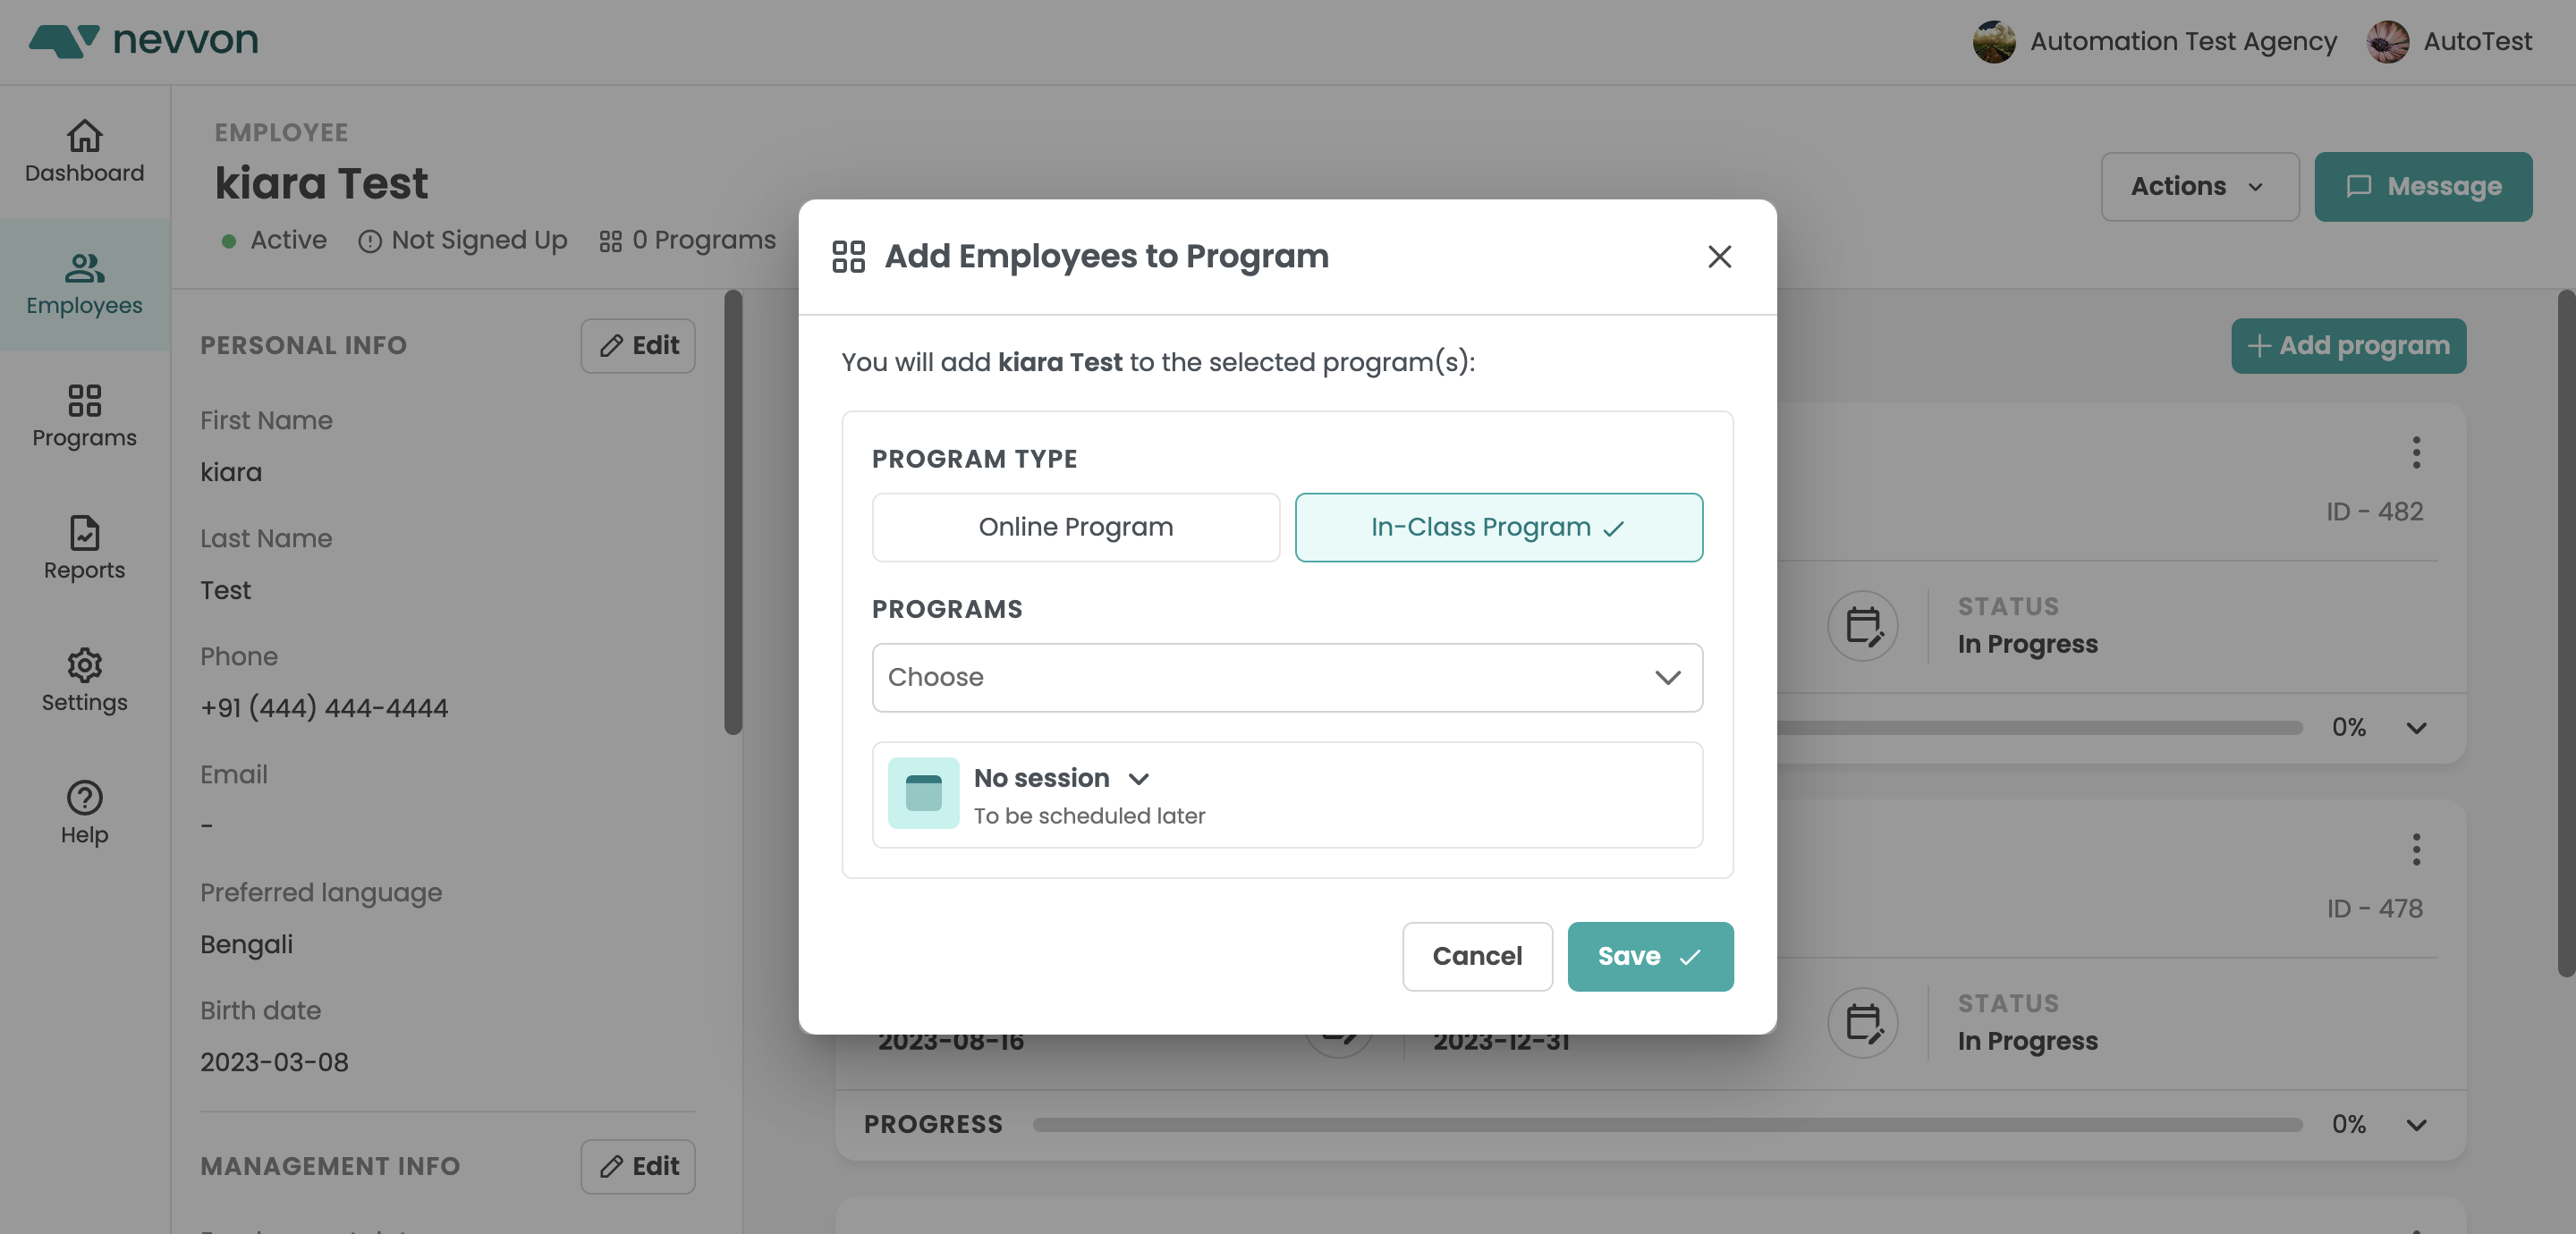 nevvon
Automation Test Agency
AutoTest
Dashboard
Employees
Programs
Reports
Settings
Help
EMPLOYEE
kiara Test
Active
Not Signed Up
0 Programs
Actions
Message
PERSONAL INFO
Edit
First Name
kiara
Last Name
Test
Phone
+91 (444) 444-4444
Email
-
Preferred language
Bengali
Birth date
2023-03-08
MANAGEMENT INFO
Edit
Add Employees to Program
You will add kiara Test to the selected program(s):
PROGRAM TYPE
Online Program
In-Class Program
PROGRAMS
Choose
No session
To be scheduled later
Cancel
Save
Add program
ID - 482
STATUS
In Progress
0%
ID - 478
2023-08-16
2023-12-31
STATUS
In Progress
PROGRESS
0%